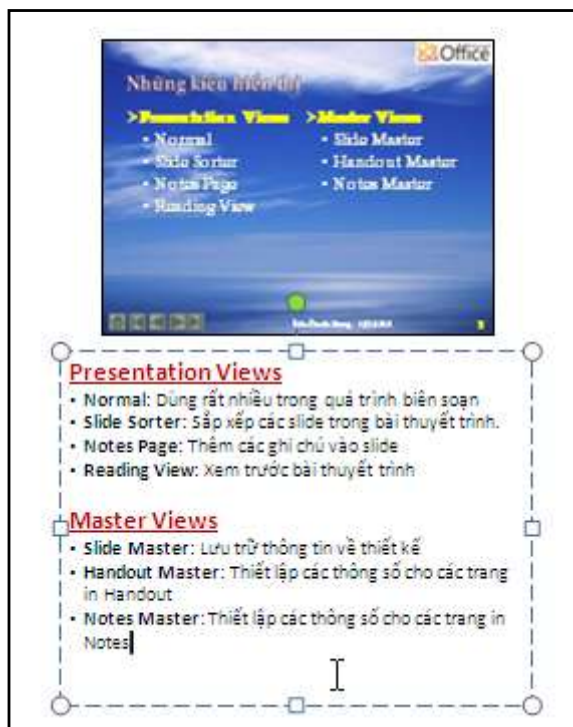 Office
Những kiểu hiển thị
➢Presentation Views
• Normal
• Slide Sorter
• Notes Page
• Reading View
➢Master Views
• Slide Master
• Handout Master
• Notes Master
Presentation Views
• Normal: Dùng rất nhiều trong quá trình biên soạn
• Slide Sorter: Sắp xếp các slide trong bài thuyết trình.
• Notes Page: Thêm các ghi chú vào slide
• Reading View: Xem trước bài thuyết trình
Master Views
• Slide Master: Lưu trữ thông tin về thiết kế
• Handout Master: Thiết lập các thông số cho các trang
in Handout
• Notes Master: Thiết lập các thông số cho các trang in
Notes